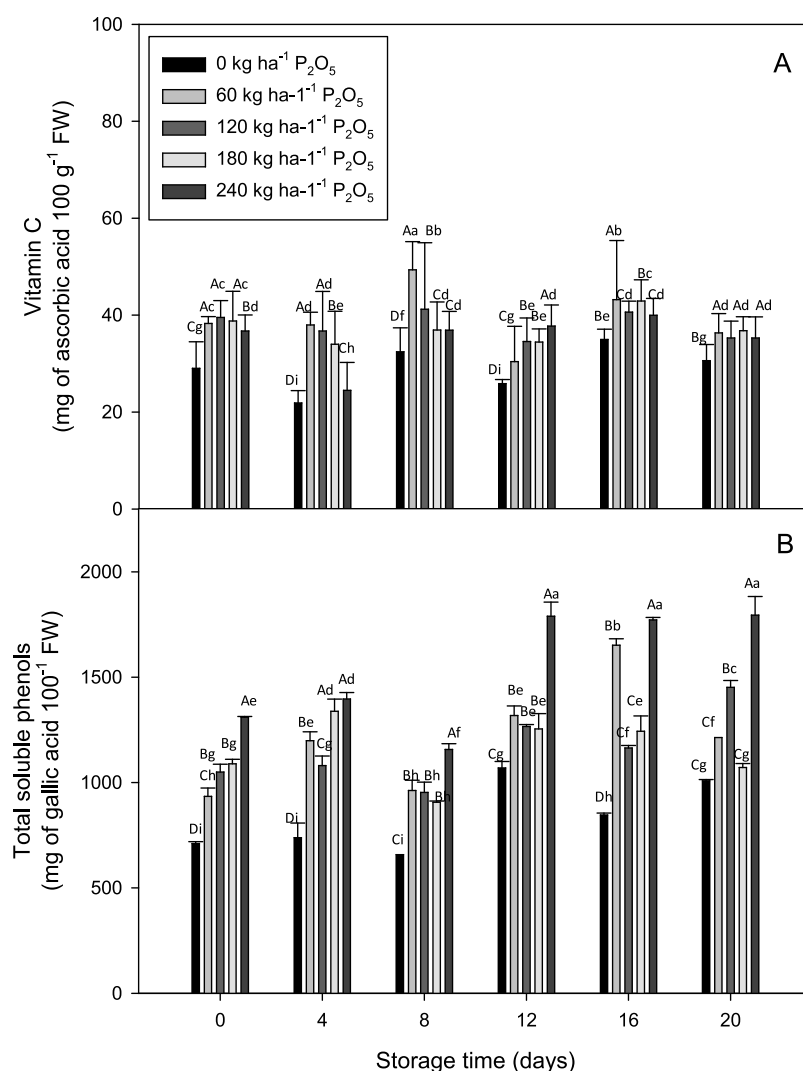 100
80
60
40
20
0
Vitamin C
(mg of ascorbic acid 100 g⁻¹ FW)
A
0 kg ha⁻¹ P₂O₅
60 kg ha-1⁻¹ P₂O₅
120 kg ha-1⁻¹ P₂O₅
180 kg ha-1⁻¹ P₂O₅
240 kg ha-1⁻¹ P₂O₅
Cg Ac Ac Ac Bd
Di Ad Ad Be Ch
Df Aa Bb Cd Cd
Di Cg Be Be Ad
Be Ab Cd Bc Cd
Bg Ad Ad Ad
B
2000
1500
1000
500
0
Total soluble phenols
(mg of gallic acid 100⁻¹ FW)
Di Ch Bg Bg Ae
Di Be Cg Ad Ad
Ci Bh Bh Bh Af
Cg Be Be Be Aa
Dh Bb Cf Ce Aa
Cg Cf Bc Cg Aa
0 4 8 12 16 20
Storage time (days)